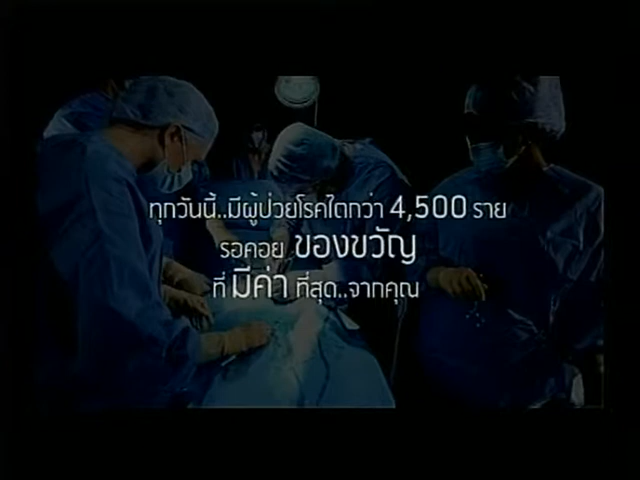 ทุกวันนี้..มีผู้ป่วยโรคไตกว่า 4,500 ราย
รอคอย ของขวัญ
ที่ มีค่า ที่สุด..จากคุณ